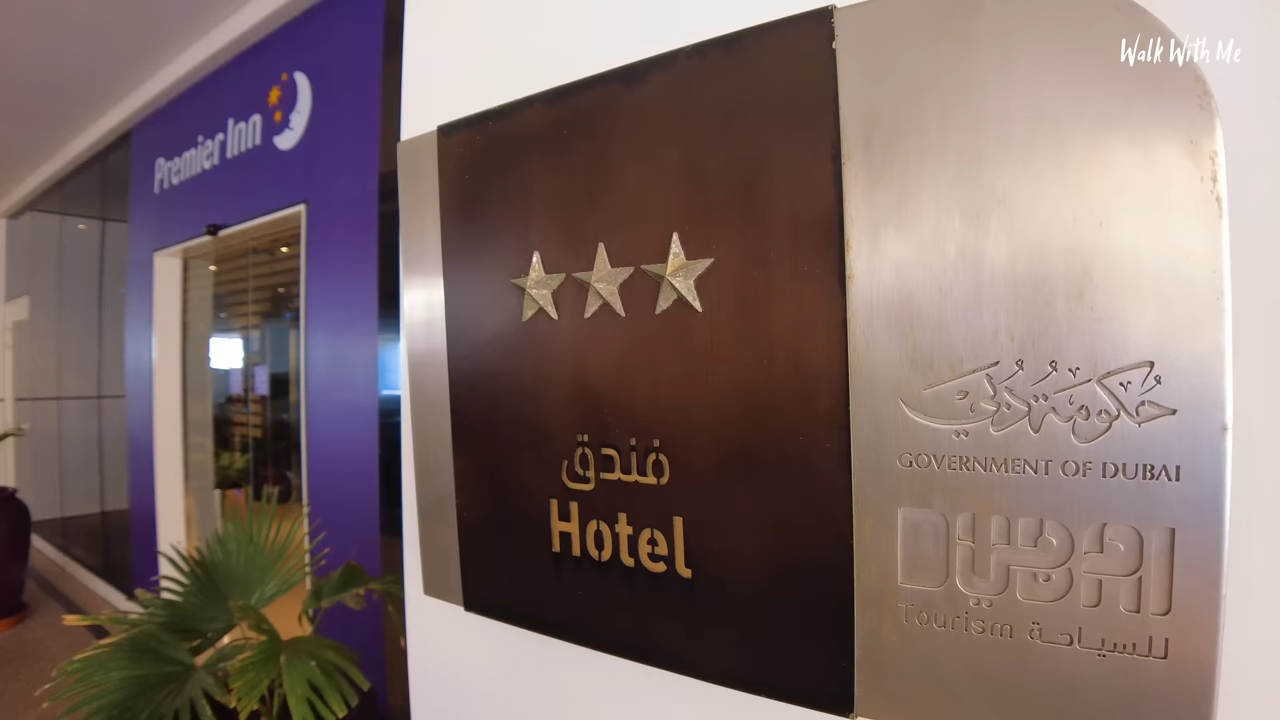 Walk With Me
Premier Inn
فندق
Hotel
حكومة دبي
GOVERNMENT OF DUBAI
DUBAI
Tourism للسياحة